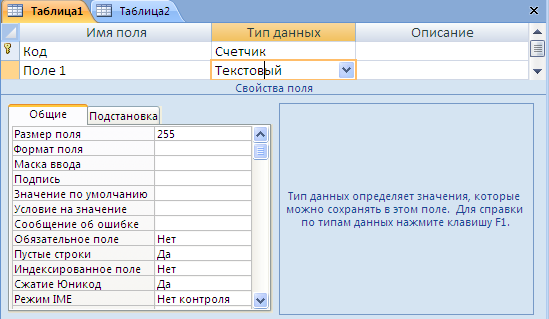 Таблица1 Таблица2
Имя поля Тип данных Описание
Код Счетчик
Поле 1 Текстовый
Свойства поля
Общие Подстановка
Размер поля 255
Формат поля
Маска ввода
Подпись
Значение по умолчанию
Условие на значение
Сообщение об ошибке
Обязательное поле Нет
Пустые строки Да
Индексированное поле Нет
Сжатие Юникод Да
Режим IME Нет контроля
Тип данных определяет значения, которые
можно сохранять в этом поле. Для справки
по типам данных нажмите клавишу F1.